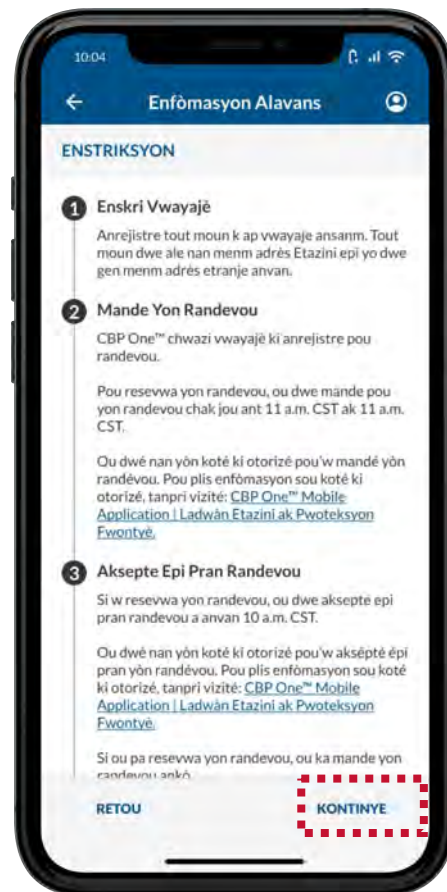 10:04
Enfòmasyon Alavans
ENSTRIKSYON
1 Enskri Vwayajè
Anrejistre tout moun k ap vwayaje ansanm. Tout
moun dwe ale nan menm adrès Etazini epi yo dwe
gen menm adrès etranje anvan.
2 Mande Yon Randevou
CBP One™ chwazi vwayajè ki anrejistre pou
randevou.
Pou resevwa yon randevou, ou dwe mande pou
yon randevou chak jou ant 11 a.m. CST ak 11 a.m.
CST.
Ou dwé nan yòn koté ki otorizé pou'w mandé yòn
randévou. Pou plis enfòmasyon sou koté ki
otorizé, tanpri vizité: CBP One™ Mobile
Application | Ladwàn Etazini ak Pwoteksyon
Fwontyè.
3 Aksepte Epi Pran Randevou
Si w resevwa yon randevou, ou dwe aksepte epi
pran randevou a anvan 10 a.m. CST.
Ou dwé nan yòn koté ki otorizé pou'w aksépté épi
pran yòn randévou. Pou plis enfòmasyon sou koté
ki otorizé, tanpri vizité: CBP One™ Mobile
Application | Ladwàn Etazini ak Pwoteksyon
Fwontyè.
Si ou pa resevwa yon randevou, ou ka mande yon
randevou ankò
RETOU
KONTINYE